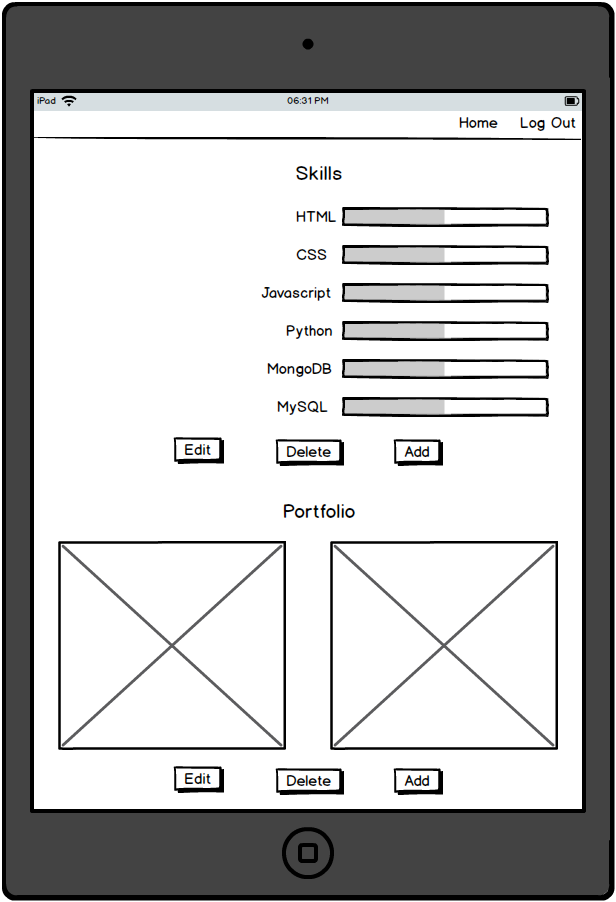 iPad 06:31 PM
Home Log Out
Skills
HTML
CSS
Javascript
Python
MongoDB
MySQL
Edit Delete Add
Portfolio
Edit Delete Add